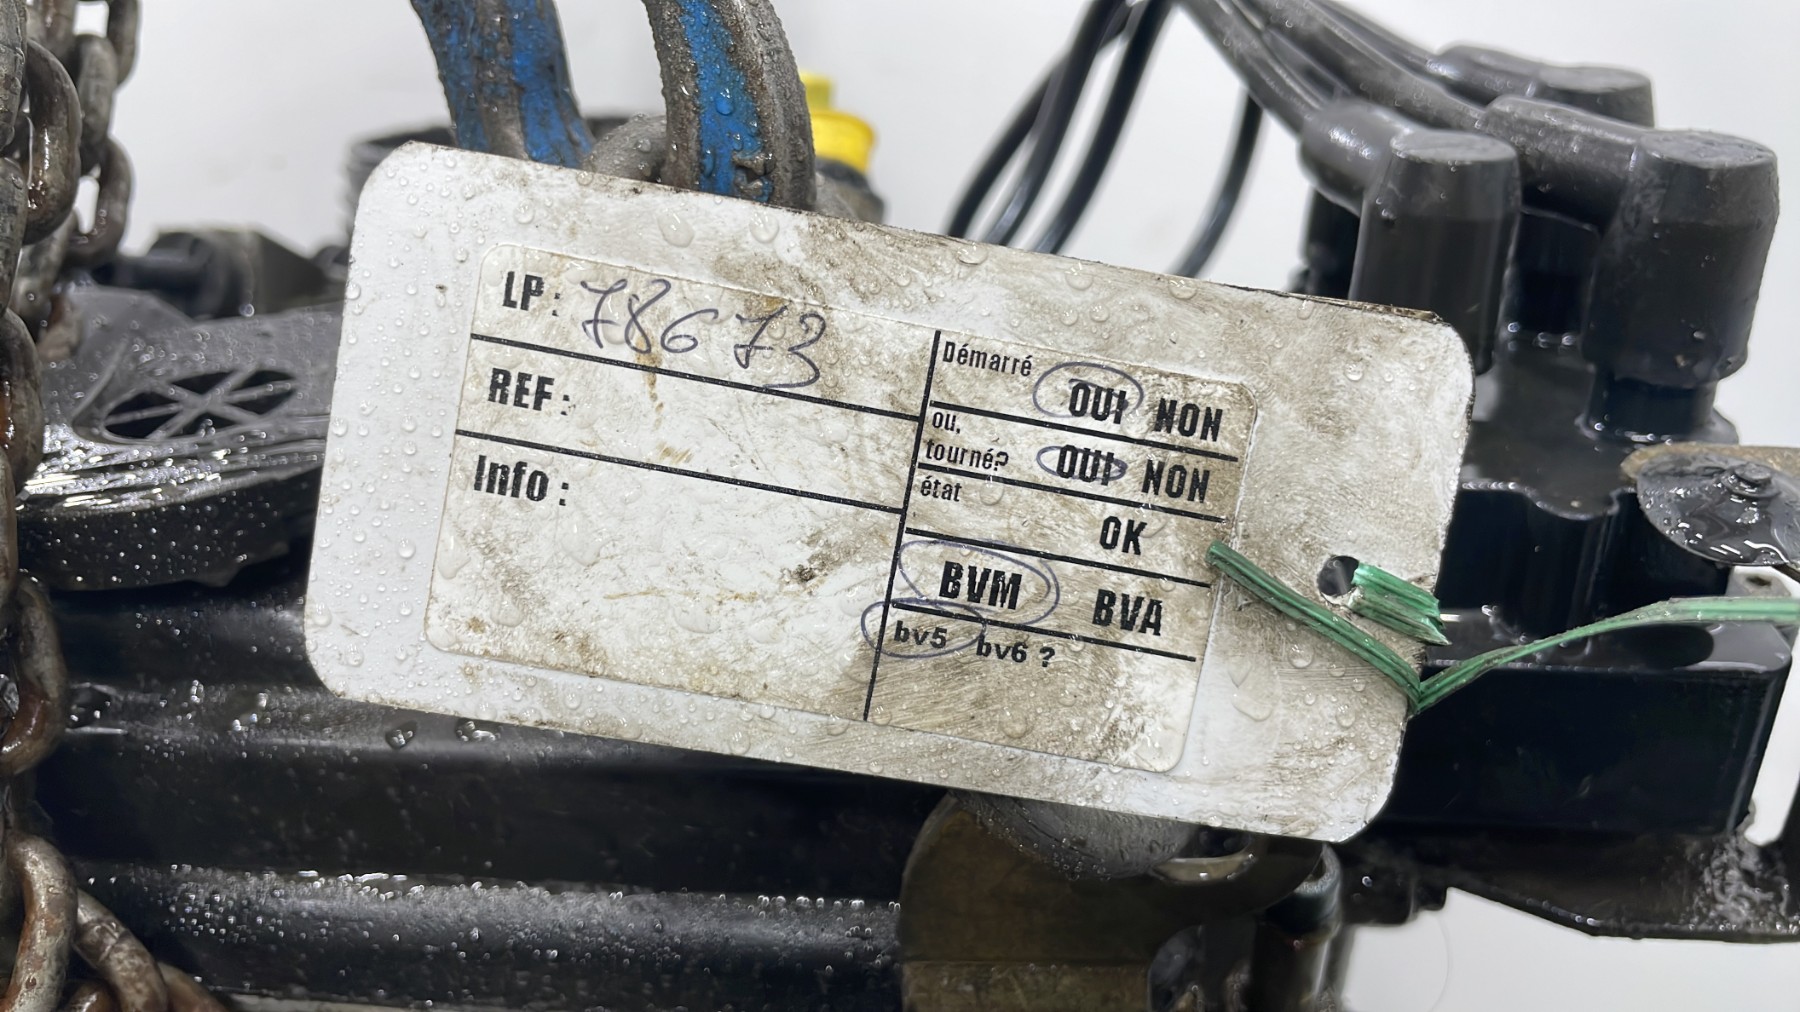 LP : 78673
REF :
Info :
Démarré OUI NON
ou,
tourné? OUI NON
état
OK
BVM BVA
bv5 bv6 ?